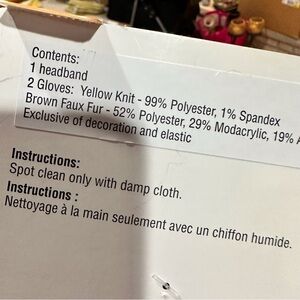 Contents:
1 headband
2 Gloves: Yellow Knit - 99% Polyester, 1% Spandex
Brown Faux Fur - 52% Polyester, 29% Modacrylic, 19% A
Exclusive of decoration and elastic
Instructions:
Spot clean only with damp cloth.
Instructions :
Nettoyage à la main seulement avec un chiffon humide.